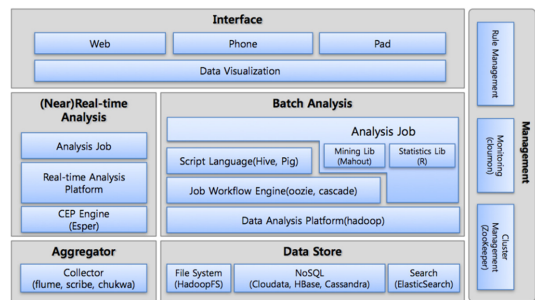 Interface
Web
Phone
Pad
Data Visualization
(Near)Real-time
Analysis
Analysis Job
Real-time Analysis
Platform
CEP Engine
(Esper)
Batch Analysis
Analysis Job
Script Language(Hive, Pig)
Mining Lib
(Mahout)
Statistics Lib
(R)
Job Workflow Engine(oozie, cascade)
Data Analysis Platform(hadoop)
Aggregator
Collector
(flume, scribe, chukwa)
Data Store
File System
(HadoopFS)
NoSQL
(Cloudata, HBase, Cassandra)
Search
(ElasticSearch)
Management
Rule Management
Monitoring
(cloumon)
Cluster
Management
(ZooKeeper)